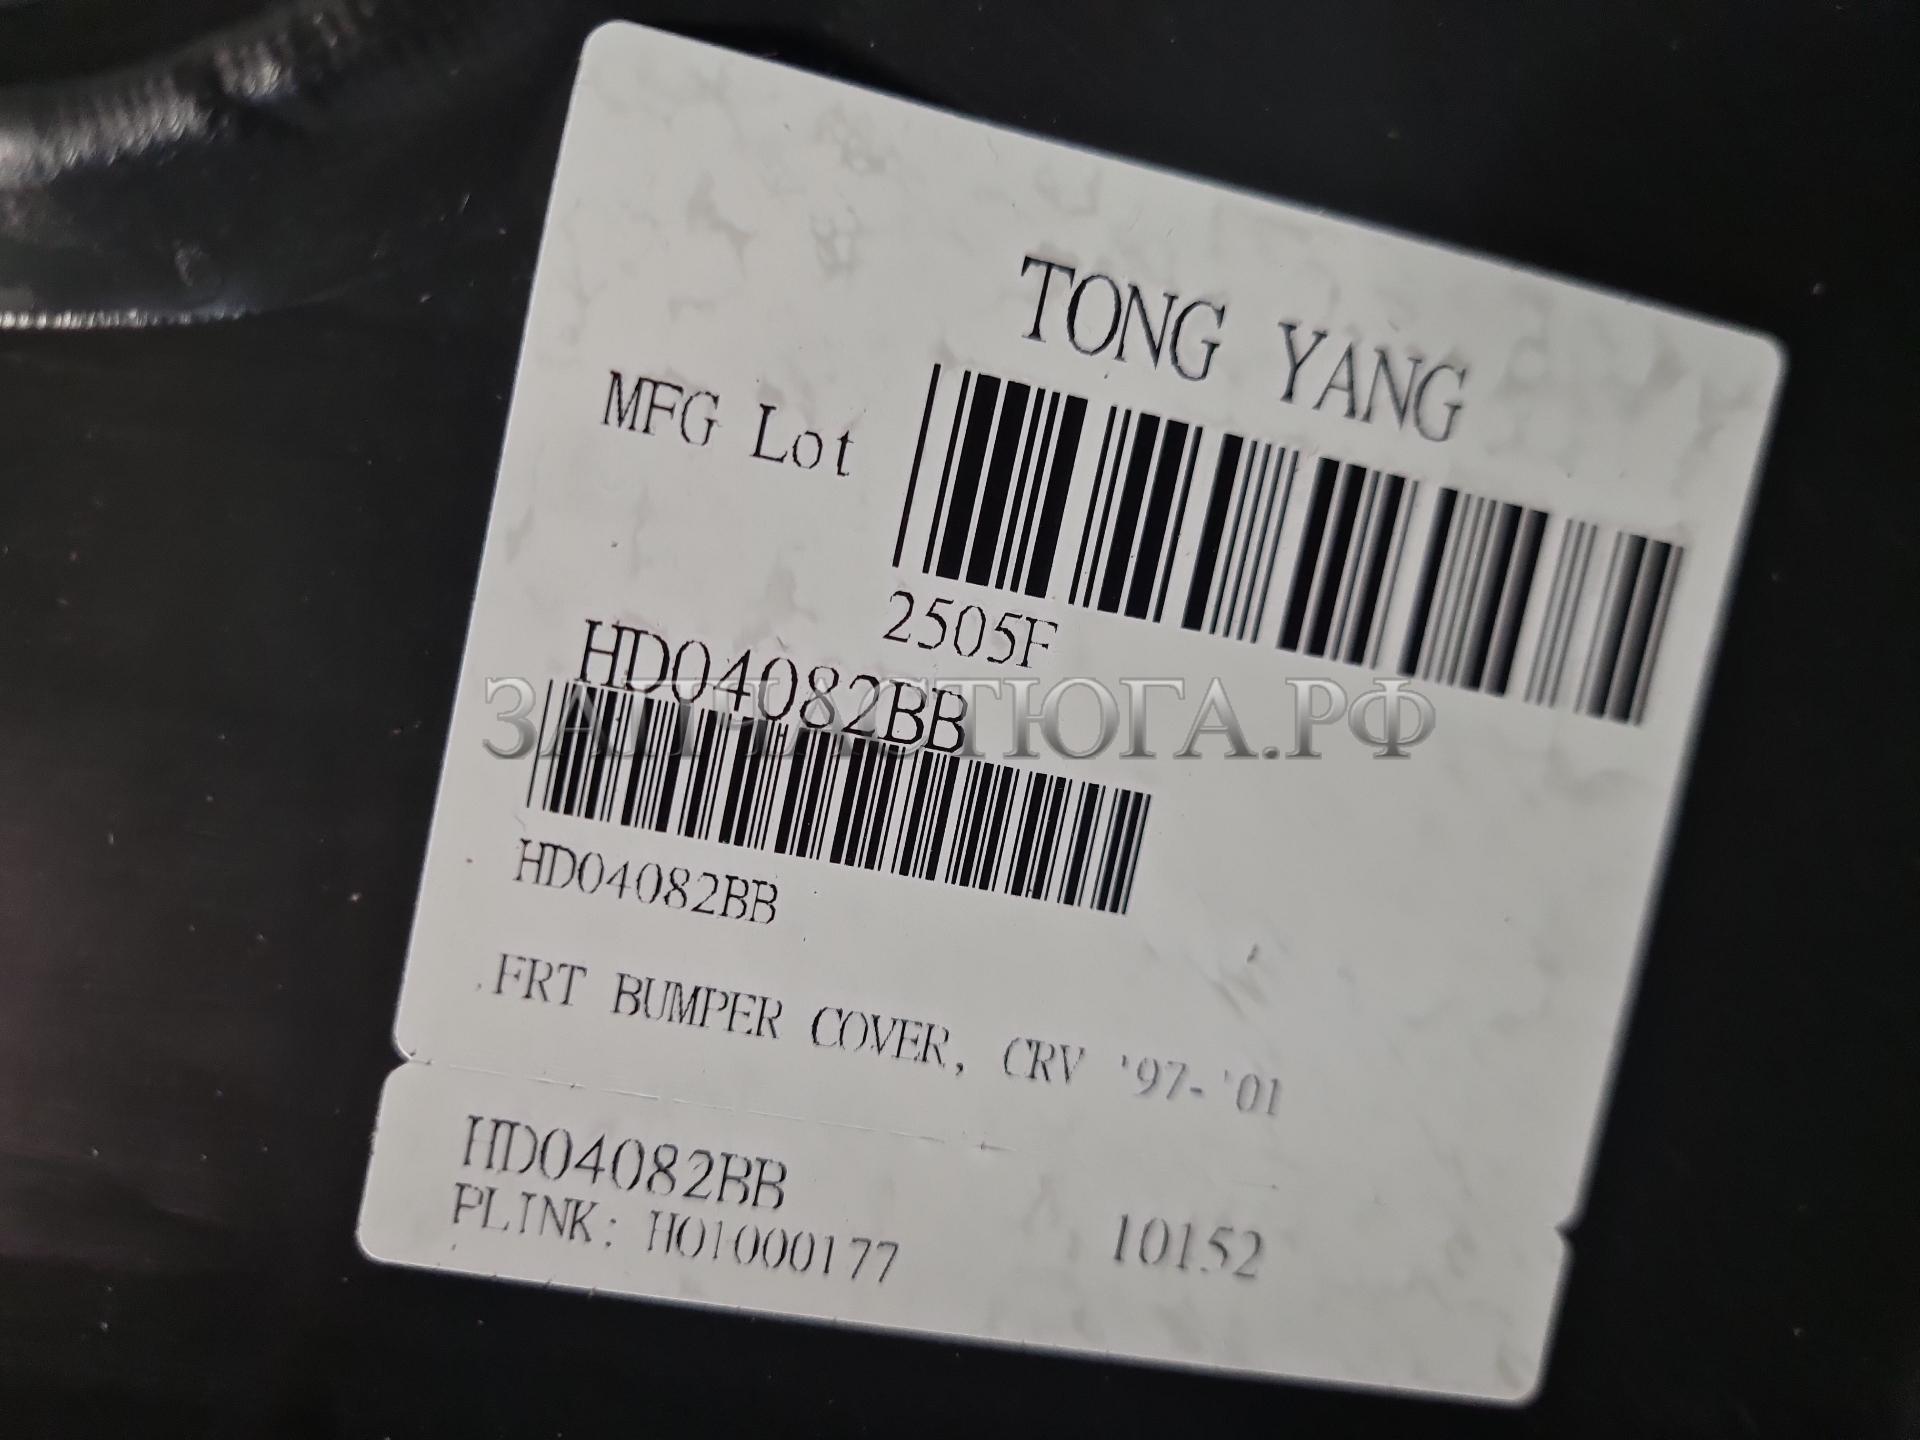 TONG YANG
MFG Lot
2505F
HD04082BB
ЗАПЧАСТЮГА.РФ
HD04082BB
FRT BUMPER COVER, CRV '97-'01
HD04082BB
PLINK: HO1000177 10152